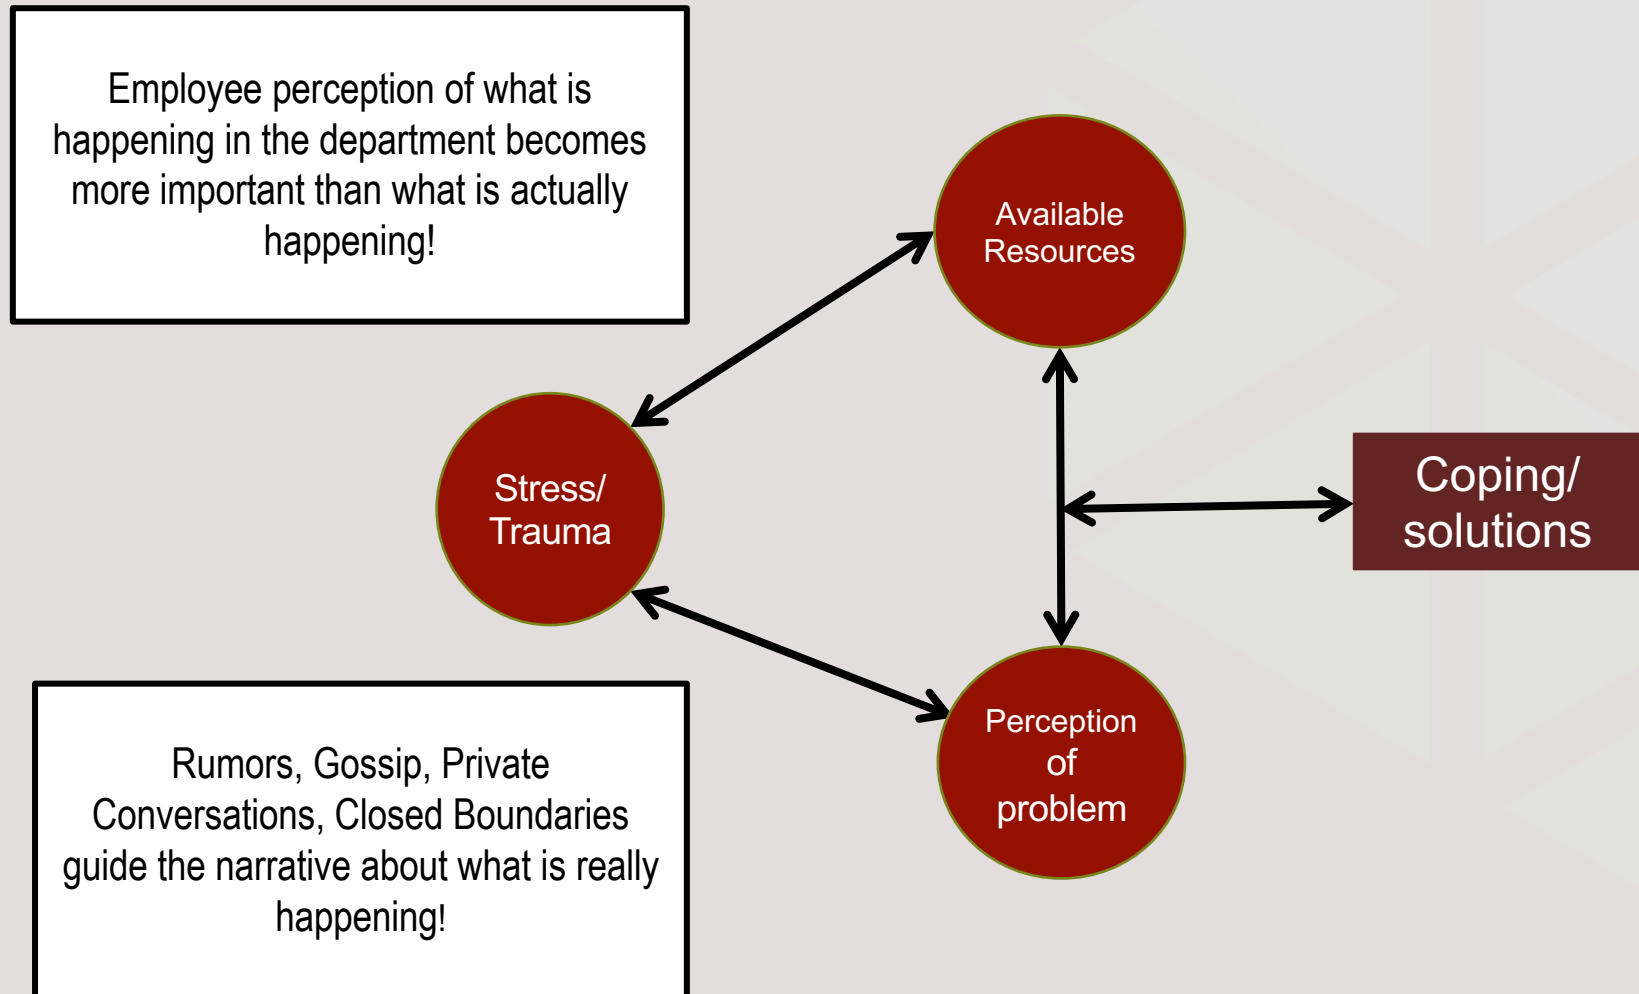 Employee perception of what is
happening in the department becomes
more important than what is actually
happening!
Available
Resources
Stress/
Trauma
Coping/
solutions
Perception
of
problem
Rumors, Gossip, Private
Conversations, Closed Boundaries
guide the narrative about what is really
happening!